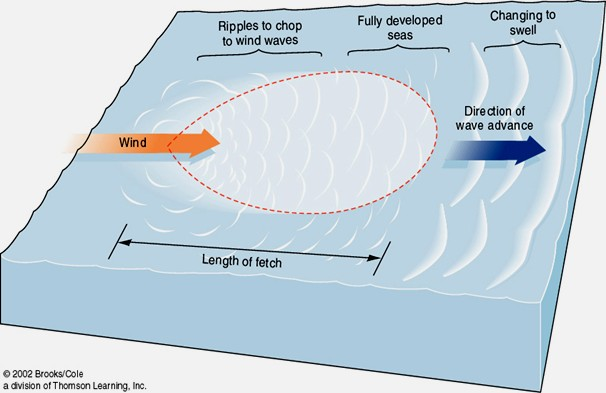 Ripples to chop
to wind waves
Fully developed
seas
Changing to
swell
Wind
Direction of
wave advance
Length of fetch
© 2002 Brooks/Cole
a division of Thomson Learning, Inc.